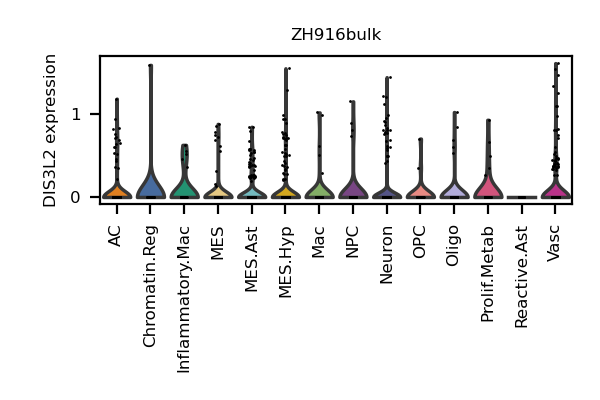 ZH916bulk
DIS3L2 expression
1
0
AC
Chromatin.Reg
Inflammatory.Mac
MES
MES.Ast
MES.Hyp
Mac
NPC
Neuron
OPC
Oligo
Prolif.Metab
Reactive.Ast
Vasc